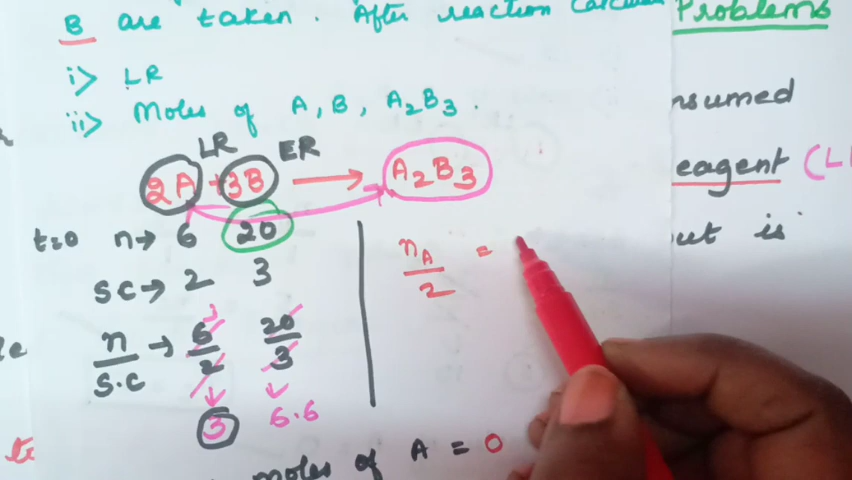 B are taken. After reaction
Problems
i> LR
ii> Moles of A, B, A₂B₃.
nsumed
LR ER
2A + 3B → A₂B₃
eagent (L
t=0 n→ 6 20
ut is
SC→ 2 3
n/S.C → 6/2 20/3
3 6.6
nA/2 =
moles of A = 0